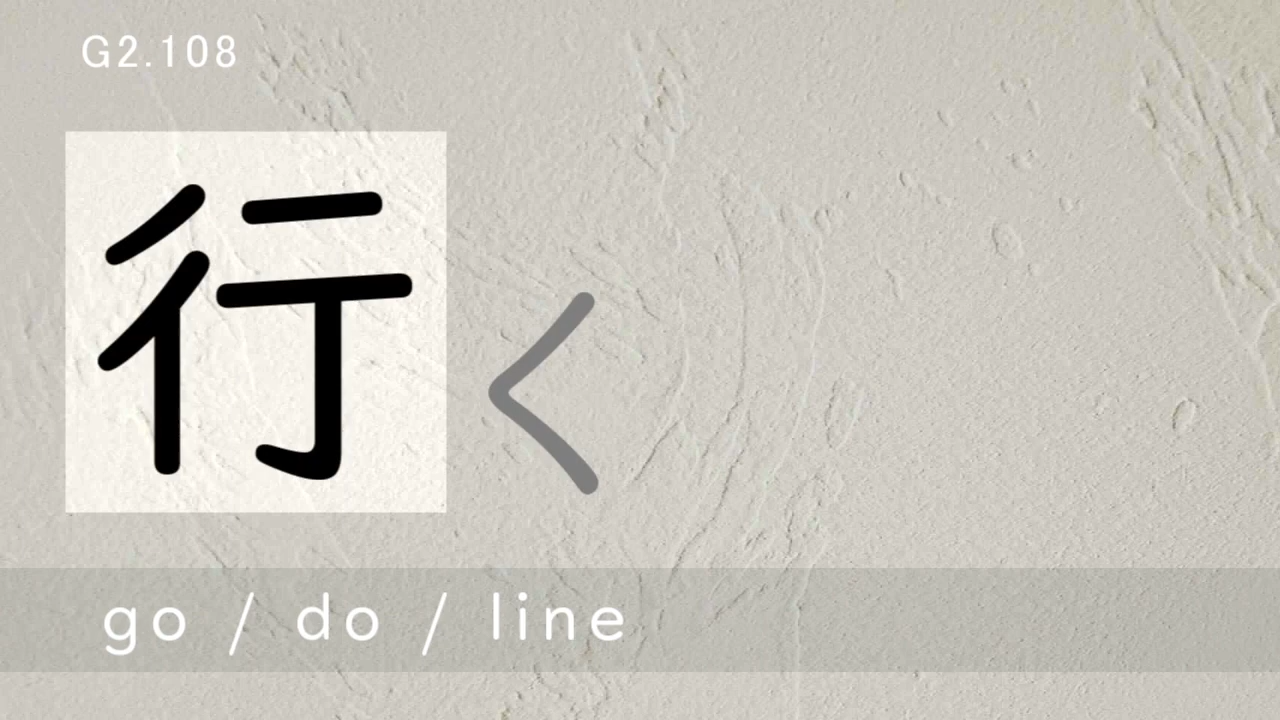 G2.108
行く
go / do / line